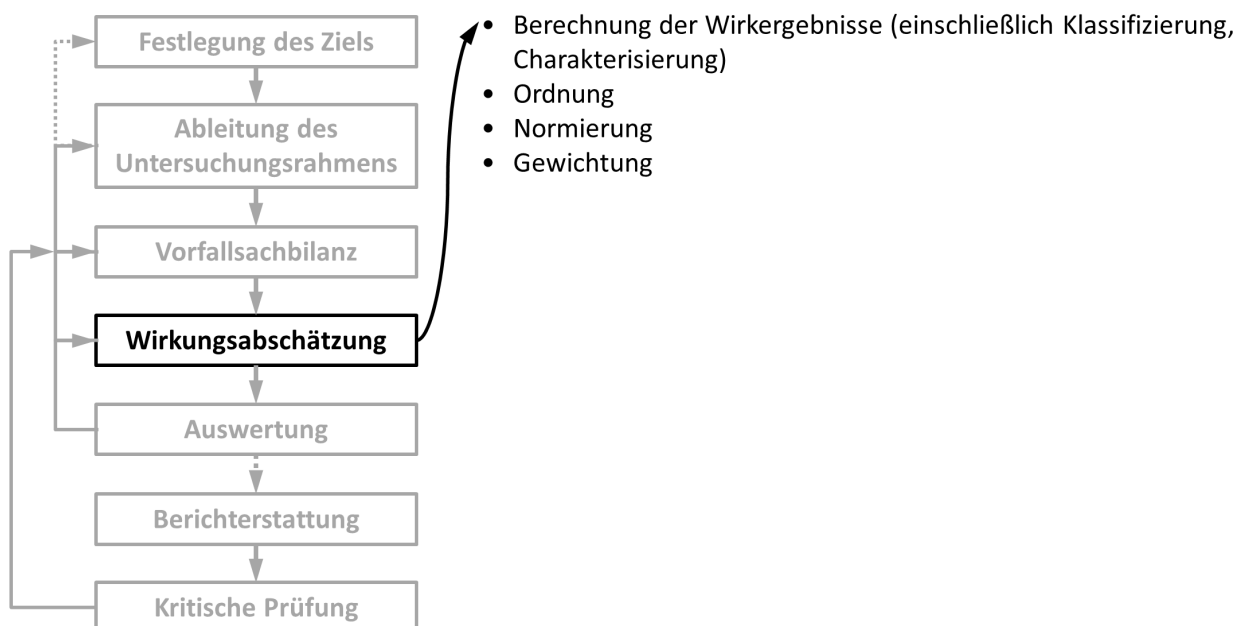 Festlegung des Ziels
Ableitung des
Untersuchungsrahmens
Vorfallsachbilanz
Wirkungsabschätzung
Auswertung
Berichterstattung
Kritische Prüfung
• Berechnung der Wirkergebnisse (einschließlich Klassifizierung,
Charakterisierung)
• Ordnung
• Normierung
• Gewichtung